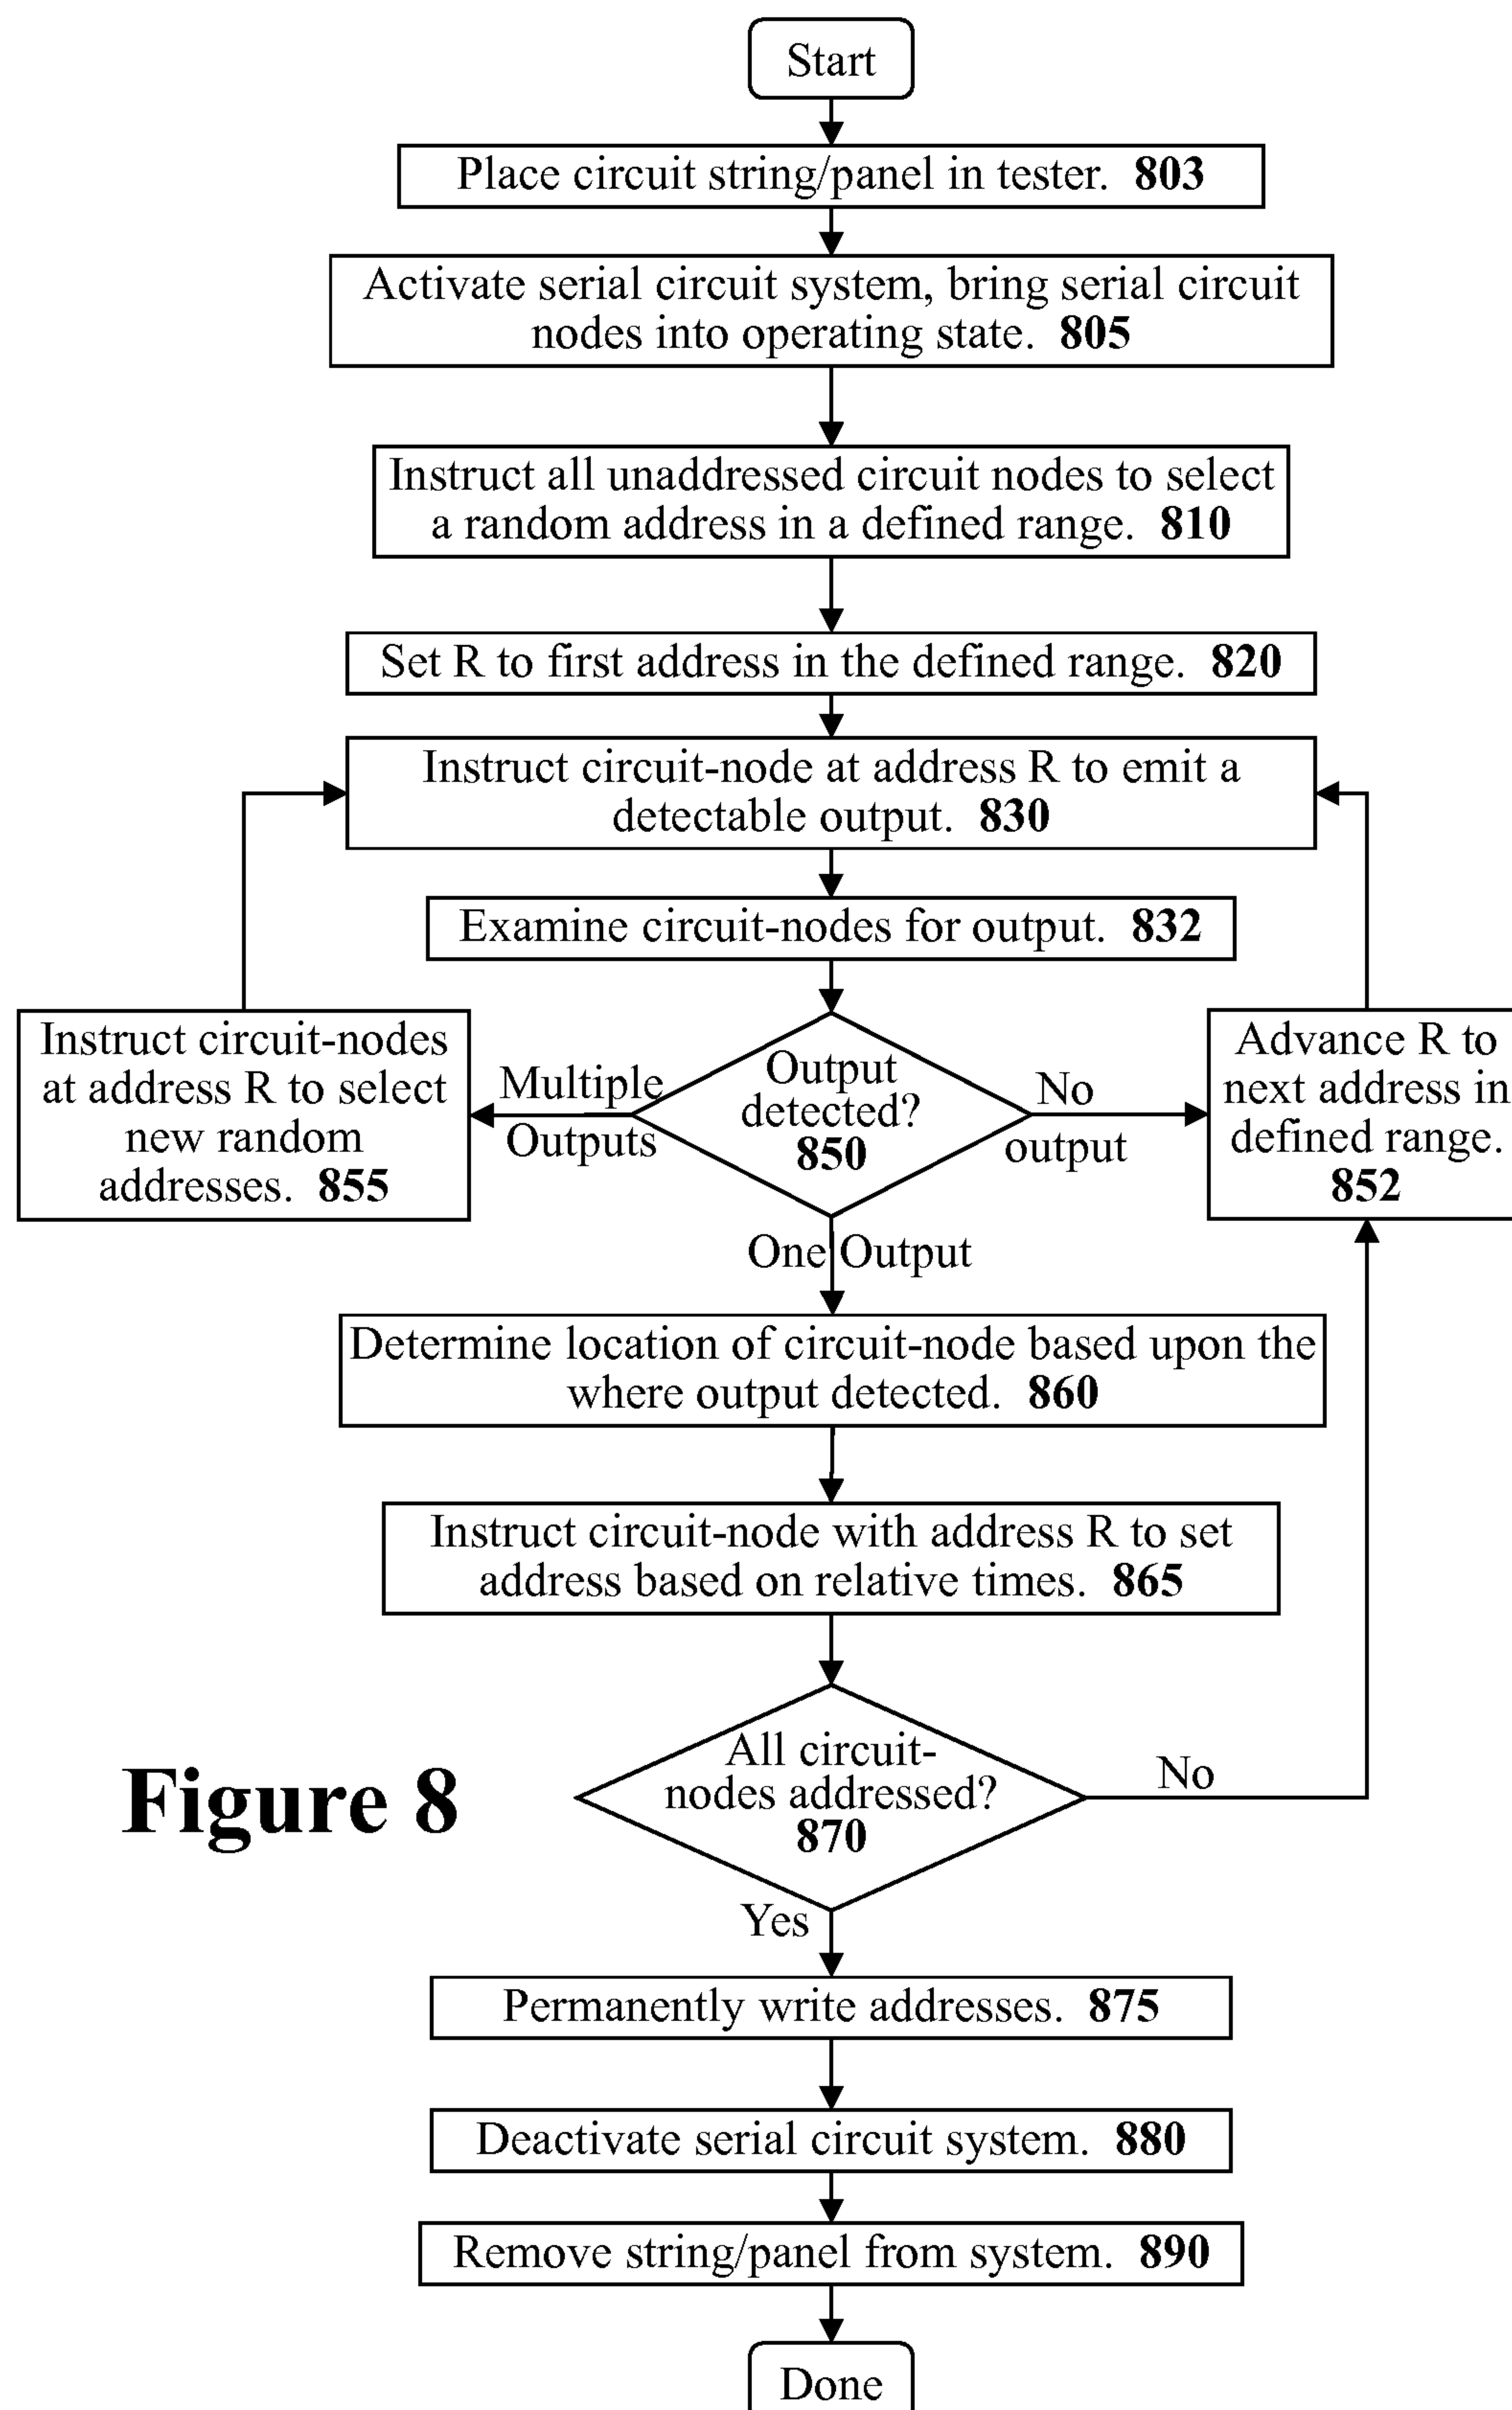 Start
Place circuit string/panel in tester. 803
Activate serial circuit system, bring serial circuit
nodes into operating state. 805
Instruct all unaddressed circuit nodes to select
a random address in a defined range. 810
Set R to first address in the defined range. 820
Instruct circuit-node at address R to emit a
detectable output. 830
Examine circuit-nodes for output. 832
Instruct circuit-nodes
at address R to select
new random
addresses. 855
Multiple
Outputs
Output
detected?
850
No
output
Advance R to
next address in
defined range.
852
One Output
Determine location of circuit-node based upon the
where output detected. 860
Instruct circuit-node with address R to set
address based on relative times. 865
All circuit-
nodes addressed?
870
No
Figure 8
Yes
Permanently write addresses. 875
Deactivate serial circuit system. 880
Remove string/panel from system. 890
Done